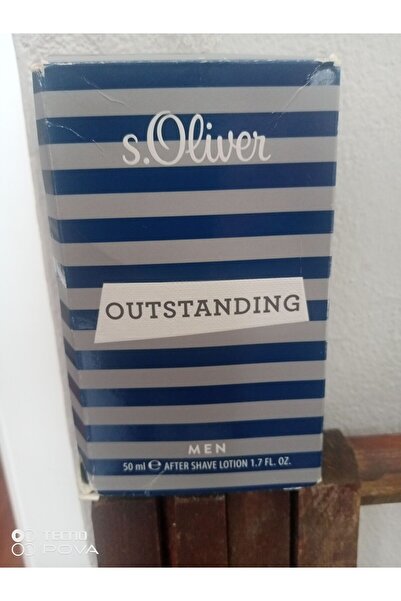 s.Oliver
OUTSTANDING
MEN
50 ml ℮ AFTER SHAVE LOTION 1.7 FL. OZ.
TECNO
POVA